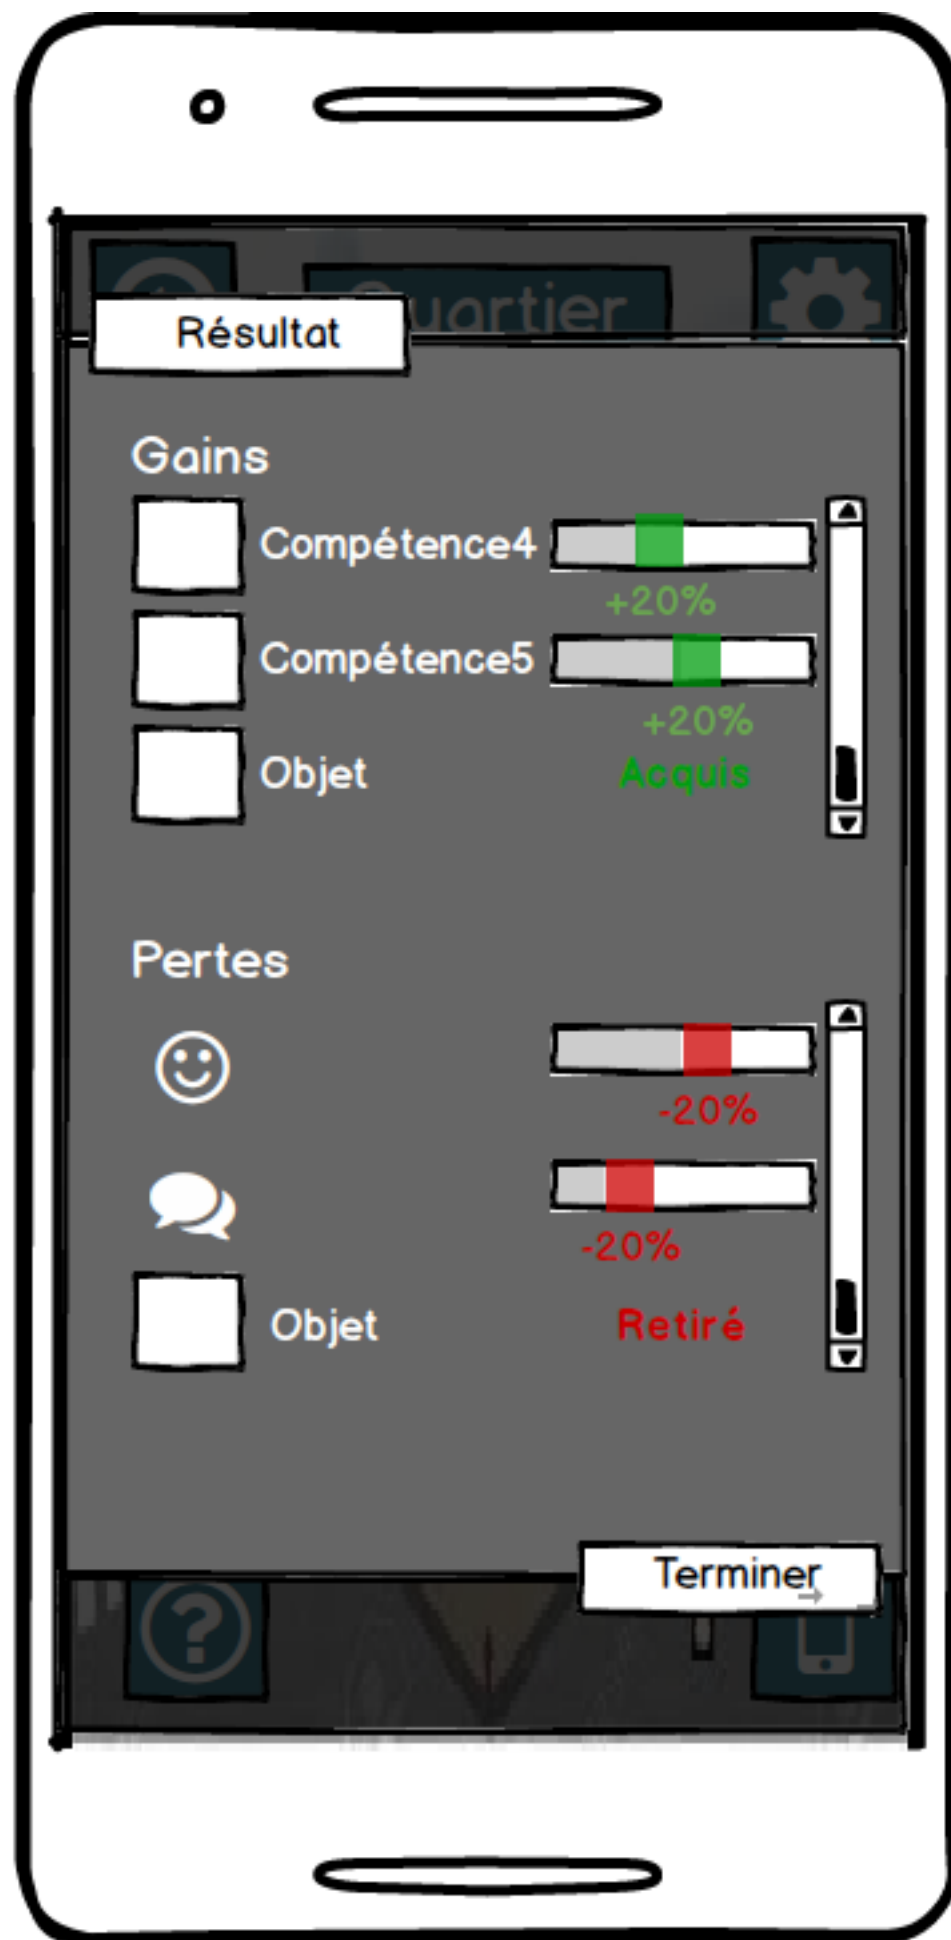 Quartier
Résultat
Gains
Compétence4
+20%
Compétence5
+20%
Objet Acquis
Pertes
-20%
-20%
Objet Retiré
Terminer
?